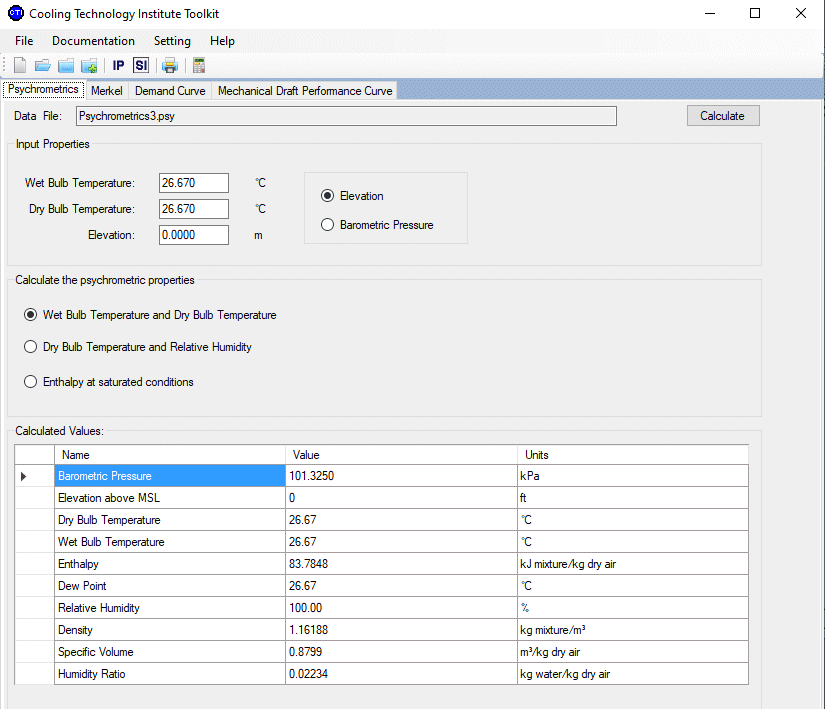 CTI Cooling Technology Institute Toolkit
File Documentation Setting Help
IP SI
Psychrometrics Merkel Demand Curve Mechanical Draft Performance Curve
Data File: Psychrometrics3.psy Calculate
Input Properties
Wet Bulb Temperature: 26.670 °C
Elevation
Dry Bulb Temperature: 26.670 °C
Barometric Pressure
Elevation: 0.0000 m
Calculate the psychrometric properties
Wet Bulb Temperature and Dry Bulb Temperature
Dry Bulb Temperature and Relative Humidity
Enthalpy at saturated conditions
Calculated Values:
Name Value Units
Barometric Pressure 101.3250 kPa
Elevation above MSL 0 ft
Dry Bulb Temperature 26.67 °C
Wet Bulb Temperature 26.67 °C
Enthalpy 83.7848 kJ mixture/kg dry air
Dew Point 26.67 °C
Relative Humidity 100.00 %
Density 1.16188 kg mixture/m³
Specific Volume 0.8799 m³/kg dry air
Humidity Ratio 0.02234 kg water/kg dry air